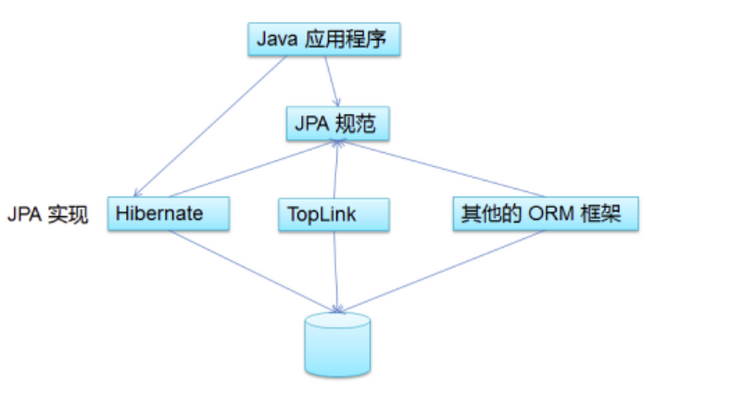 Java 应用程序
JPA 规范
JPA 实现
Hibernate
TopLink
其他的 ORM 框架